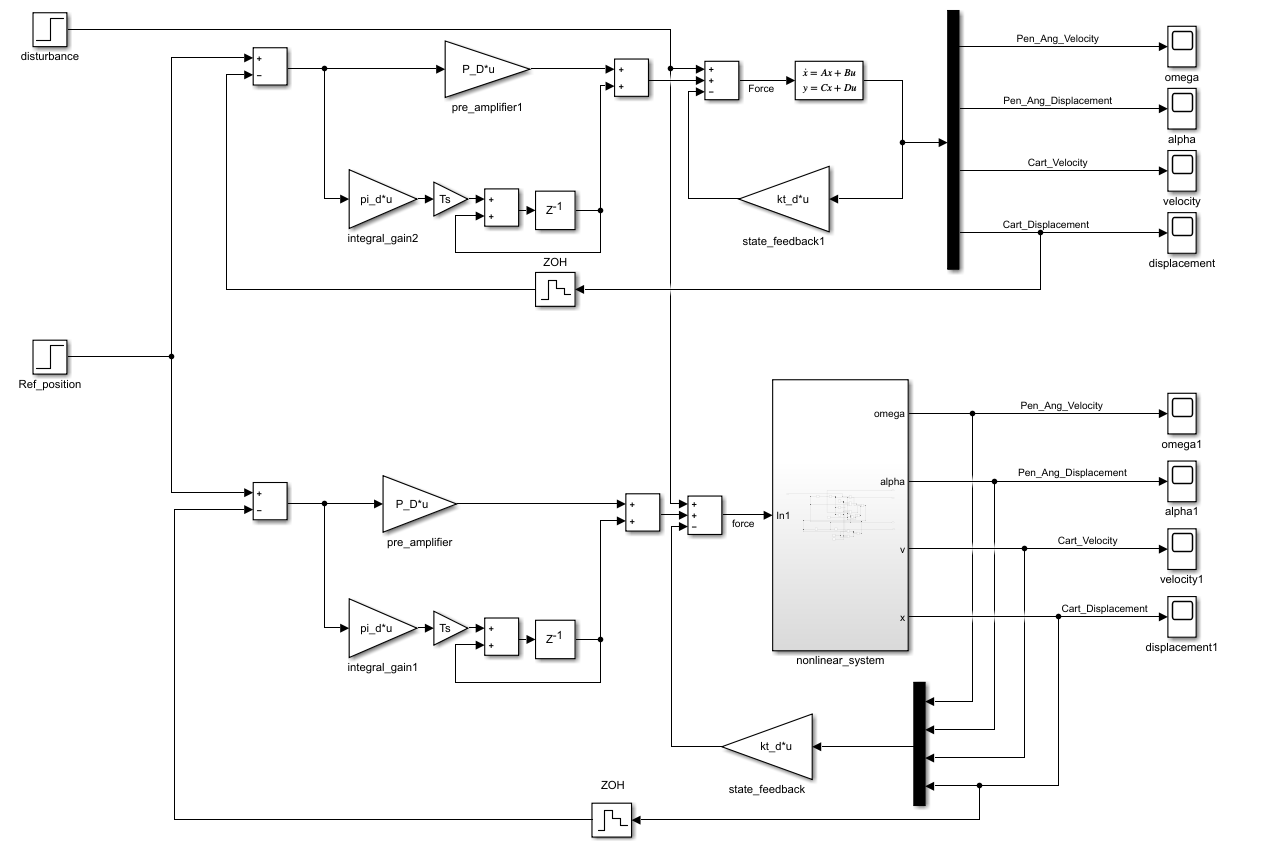 disturbance
+
−
P_D*u
pre_amplifier1
+
+
+
+
−
Force
ẋ = Ax + Bu
y = Cx + Du
Pen_Ang_Velocity
omega
Pen_Ang_Displacement
alpha
Cart_Velocity
velocity
Cart_Displacement
displacement
pi_d*u
integral_gain2
Ts
+
+
Z-1
kt_d*u
state_feedback1
ZOH
Ref_position
+
−
P_D*u
pre_amplifier
+
+
+
+
−
force
In1
omega
alpha
v
x
nonlinear_system
Pen_Ang_Velocity
omega1
Pen_Ang_Displacement
alpha1
Cart_Velocity
velocity1
Cart_Displacement
displacement1
pi_d*u
integral_gain1
Ts
+
+
Z-1
kt_d*u
state_feedback
ZOH